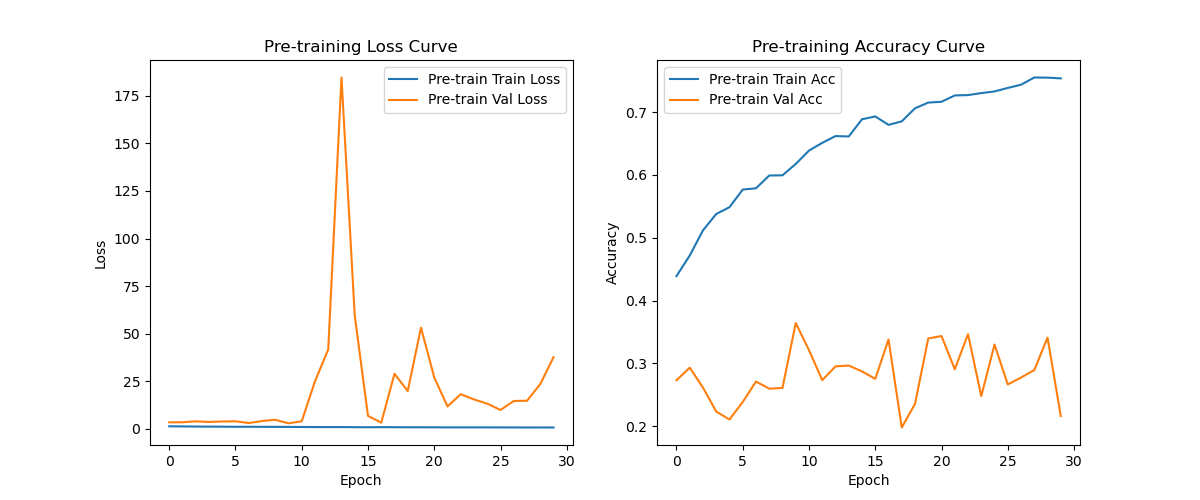 Pre-training Loss Curve
Pre-train Train Loss
Pre-train Val Loss
175
150
125
100
75
50
25
0
Loss
0 5 10 15 20 25 30
Epoch
Pre-training Accuracy Curve
Pre-train Train Acc
Pre-train Val Acc
0.7
0.6
0.5
0.4
0.3
0.2
Accuracy
0 5 10 15 20 25 30
Epoch